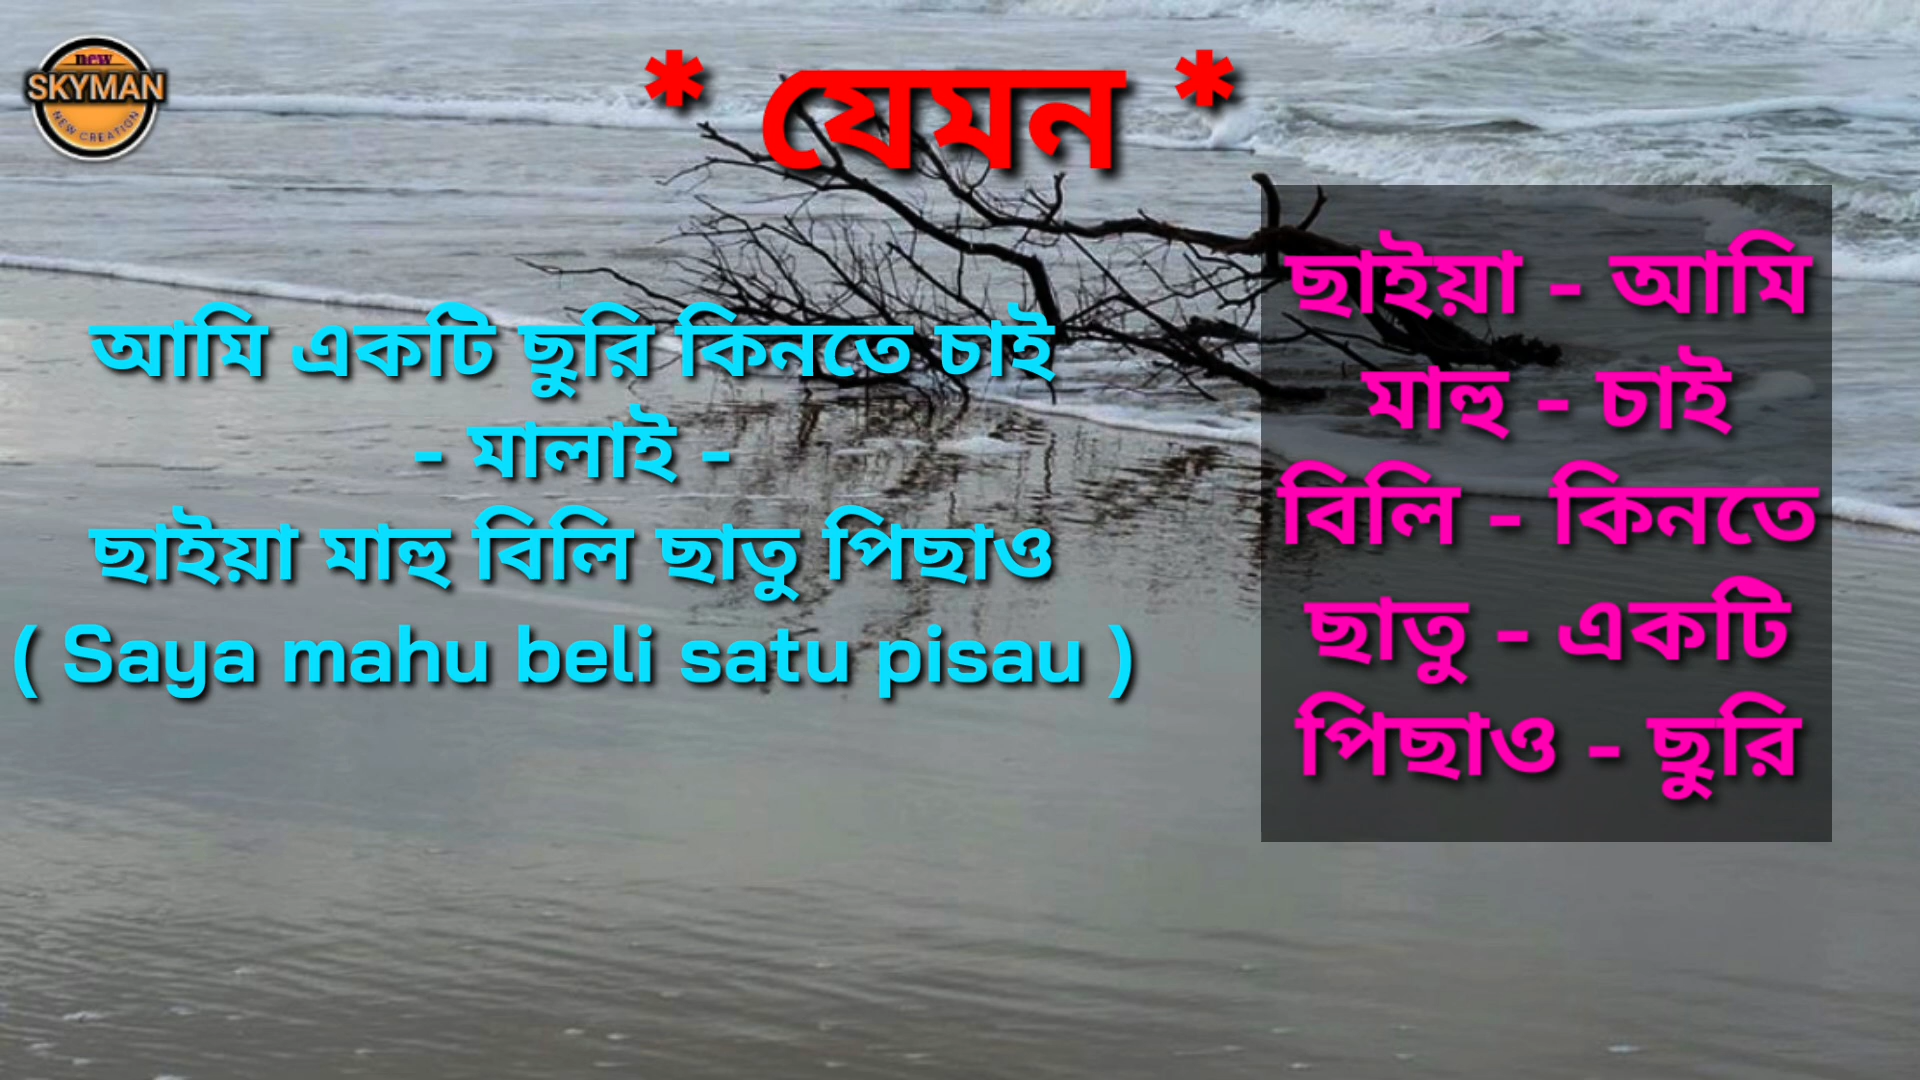 new
SKYMAN
NEW CREATION
* যেমন *
আমি একটি ছুরি কিনতে চাই
- মালাই -
ছাইয়া মাহু বিলি ছাতু পিছাও
( Saya mahu beli satu pisau )
ছাইয়া - আমি
মাহু - চাই
বিলি - কিনতে
ছাতু - একটি
পিছাও - ছুরি